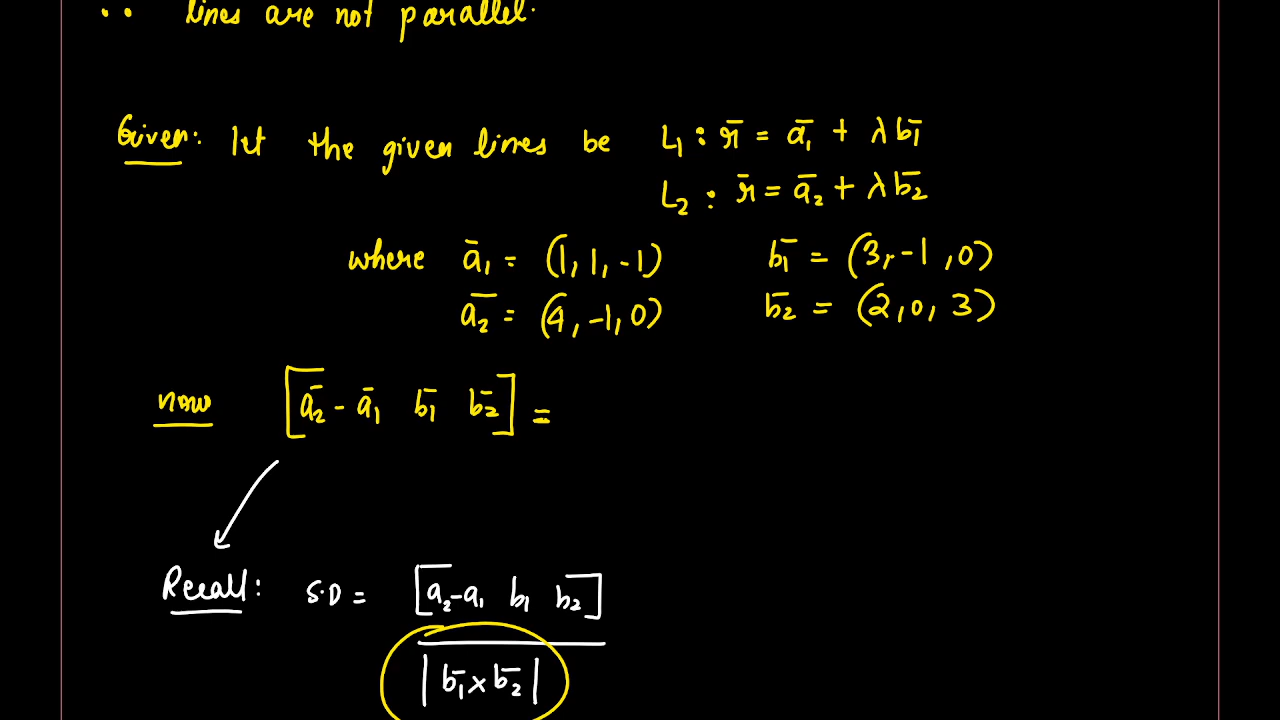 ∴ lines are not parallel.
Given: let the given lines be L₁ : r̄ = ā₁ + λb̄₁
L₂ : r̄ = ā₂ + λb̄₂
where ā₁ = (1, 1, -1) b̄₁ = (3, -1, 0)
ā₂ = (4, -1, 0) b̄₂ = (2, 0, 3)
now [ā₂ - ā₁ b̄₁ b̄₂] =
Recall: S.D = [a₂-a₁ b₁ b₂]
|b̄₁ × b̄₂|